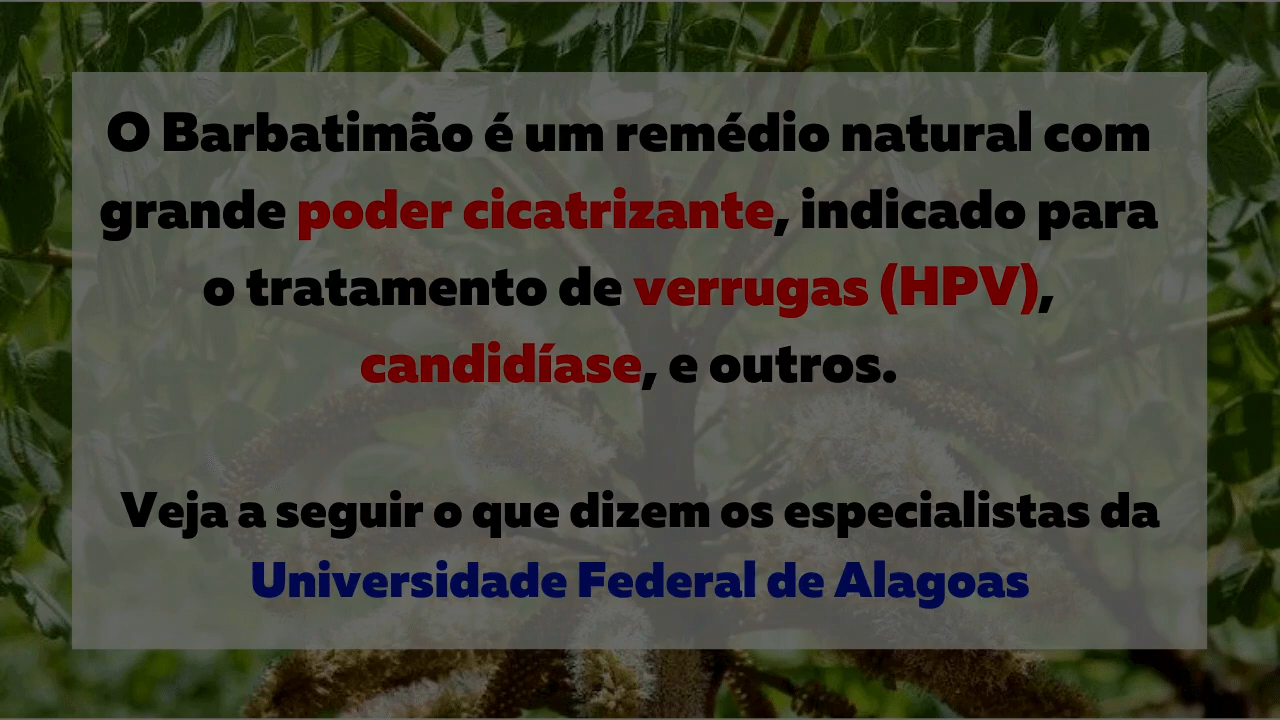 O Barbatimão é um remédio natural com
grande poder cicatrizante, indicado para
o tratamento de verrugas (HPV),
candidíase, e outros.
Veja a seguir o que dizem os especialistas da
Universidade Federal de Alagoas